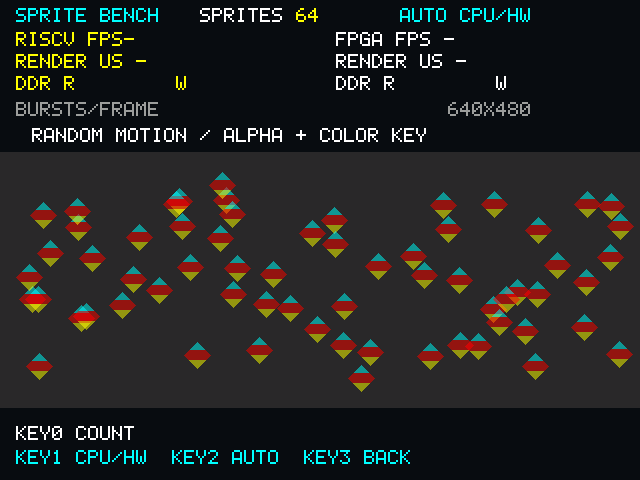 SPRITE BENCH SPRITES 64 AUTO CPU/HW
RISCV FPS- FPGA FPS -
RENDER US - RENDER US -
DDR R W DDR R W
BURSTS/FRAME 640X480
RANDOM MOTION / ALPHA + COLOR KEY
KEY0 COUNT
KEY1 CPU/HW KEY2 AUTO KEY3 BACK